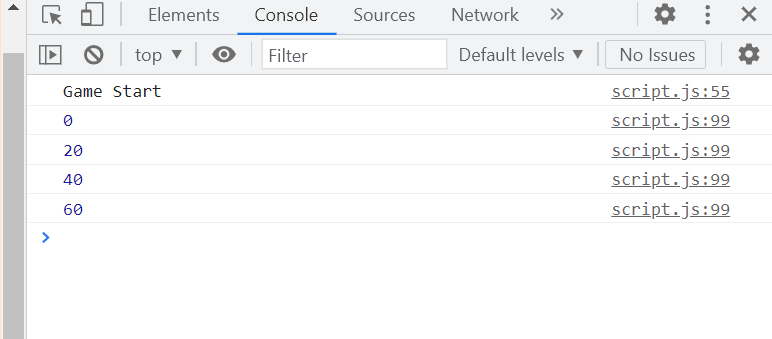 Elements Console Sources Network
top Filter Default levels No Issues
Game Start script.js:55
0 script.js:99
20 script.js:99
40 script.js:99
60 script.js:99